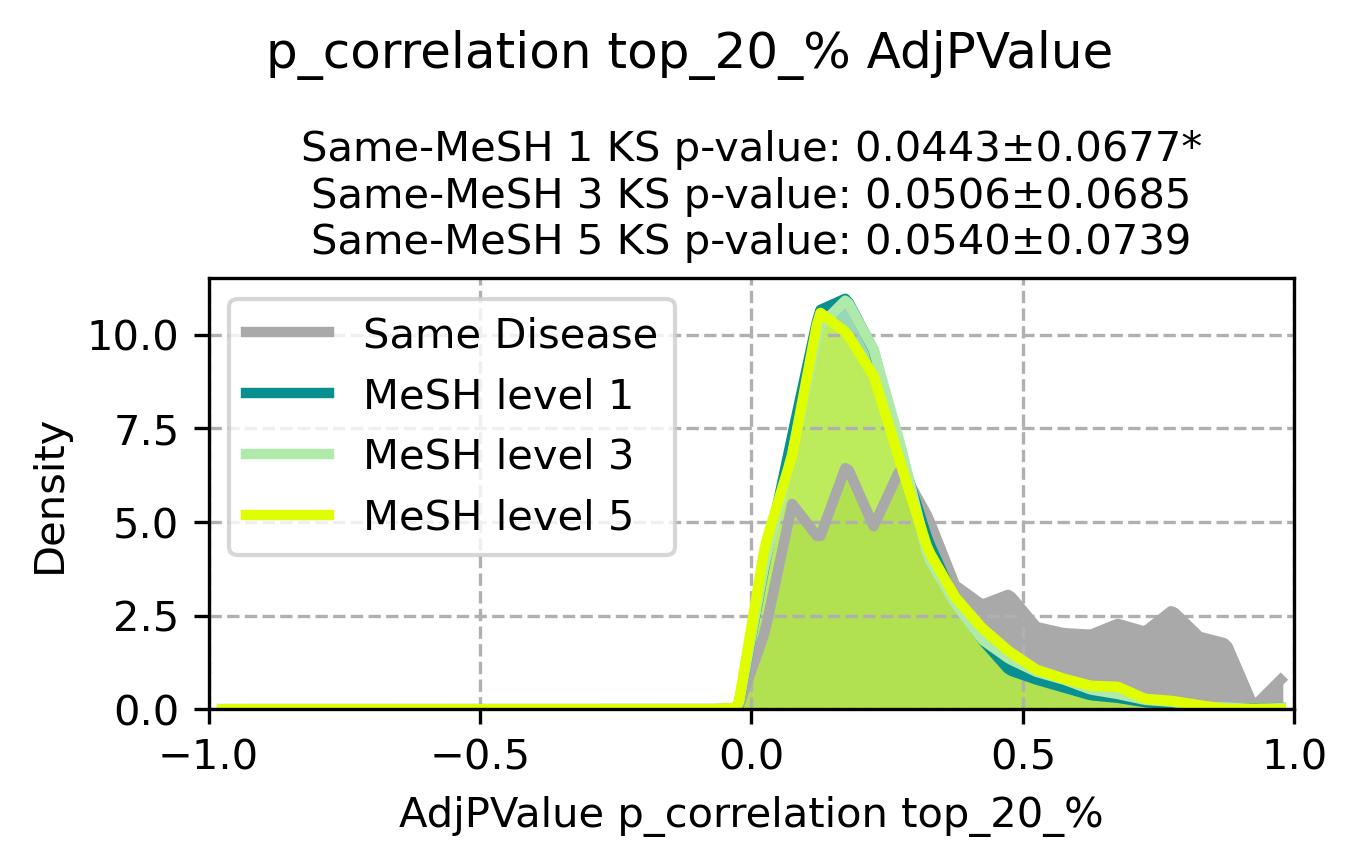 p_correlation top_20_% AdjPValue
Same-MeSH 1 KS p-value: 0.0443±0.0677*
Same-MeSH 3 KS p-value: 0.0506±0.0685
Same-MeSH 5 KS p-value: 0.0540±0.0739
Same Disease
MeSH level 1
MeSH level 3
MeSH level 5
Density
10.0
7.5
5.0
2.5
0.0
−1.0 −0.5 0.0 0.5 1.0
AdjPValue p_correlation top_20_%